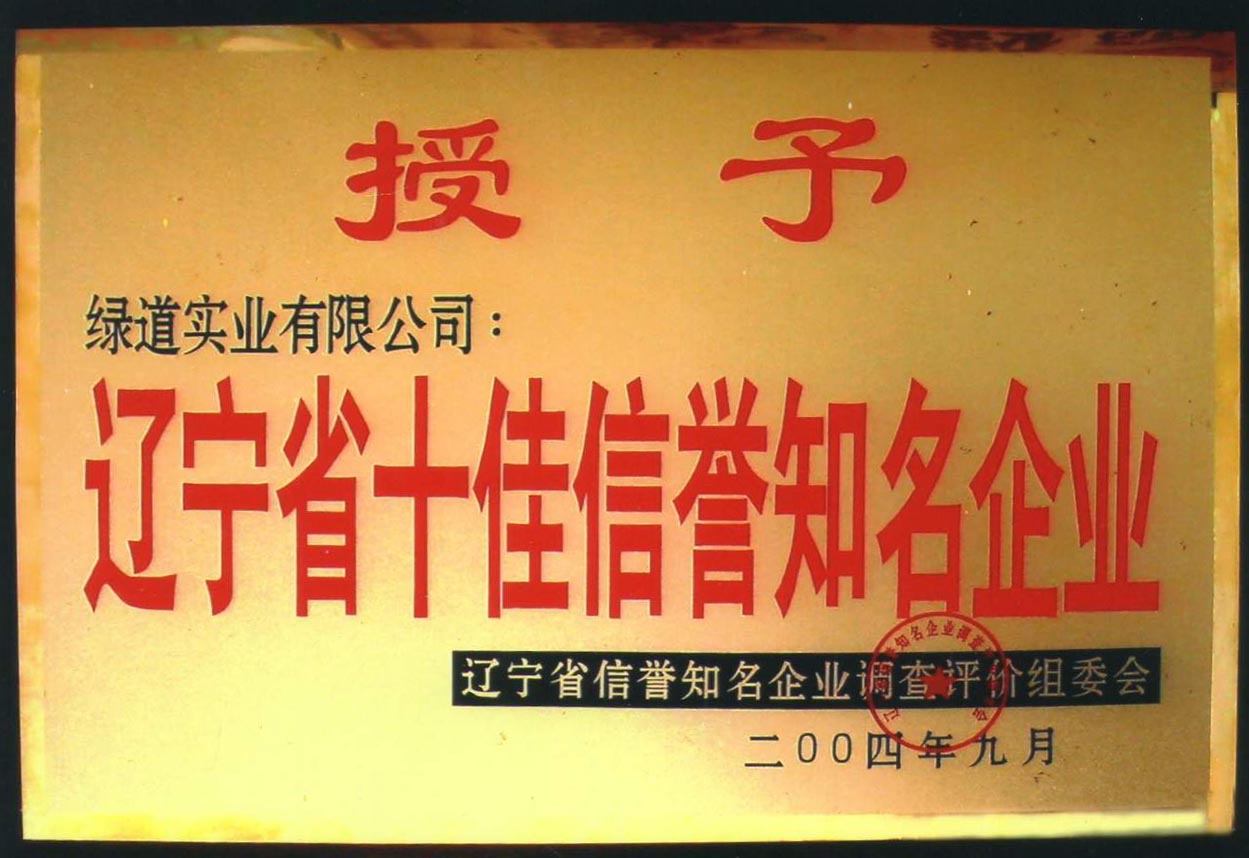 授予
绿道实业有限公司：
辽宁省十佳信誉知名企业
辽宁省信誉知名企业调查评价组委会
二00四年九月